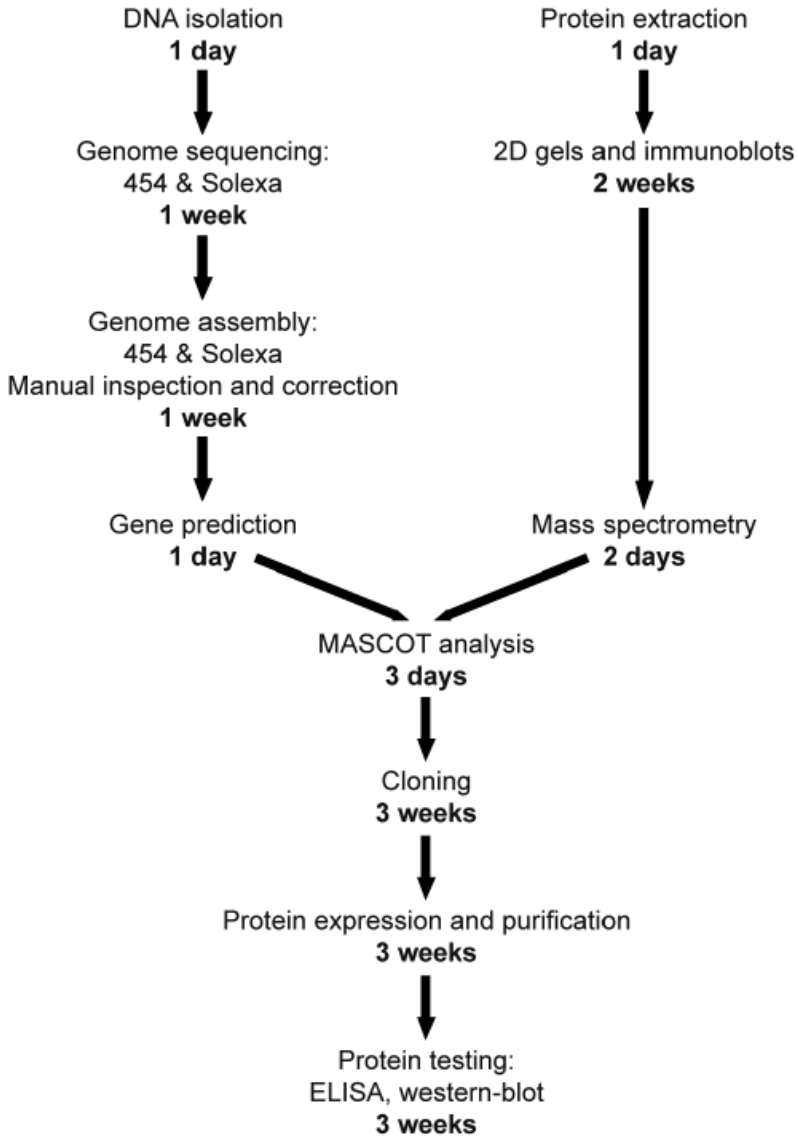 DNA isolation
1 day
Genome sequencing:
454 & Solexa
1 week
Genome assembly:
454 & Solexa
Manual inspection and correction
1 week
Gene prediction
1 day
Protein extraction
1 day
2D gels and immunoblots
2 weeks
Mass spectrometry
2 days
MASCOT analysis
3 days
Cloning
3 weeks
Protein expression and purification
3 weeks
Protein testing:
ELISA, western-blot
3 weeks